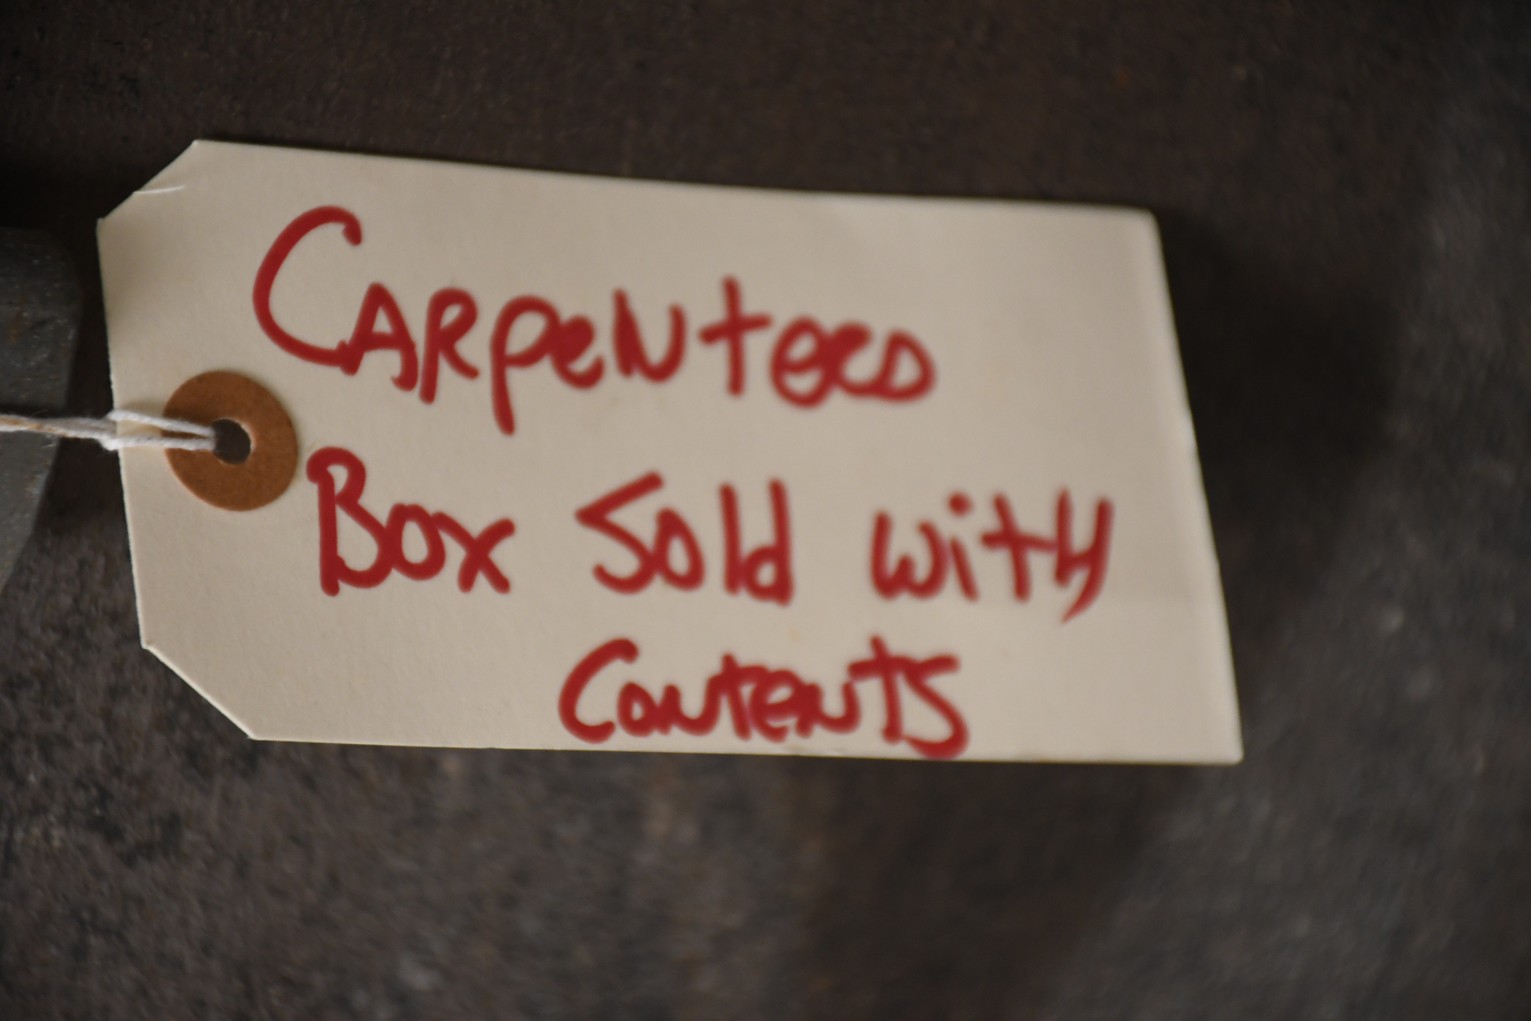 Carpenters
Box Sold with
Contents